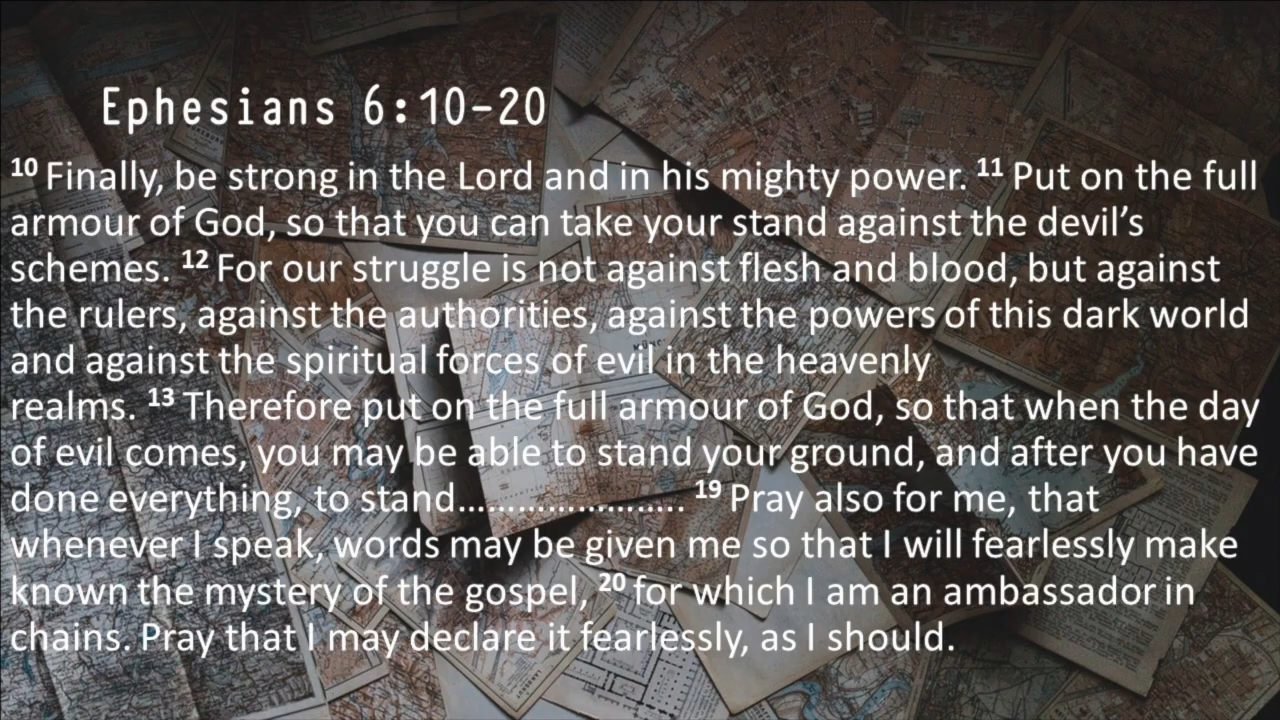 Ephesians 6:10-20
10 Finally, be strong in the Lord and in his mighty power. 11 Put on the full
armour of God, so that you can take your stand against the devil’s
schemes. 12 For our struggle is not against flesh and blood, but against
the rulers, against the authorities, against the powers of this dark world
and against the spiritual forces of evil in the heavenly
realms. 13 Therefore put on the full armour of God, so that when the day
of evil comes, you may be able to stand your ground, and after you have
done everything, to stand…………………….. 19 Pray also for me, that
whenever I speak, words may be given me so that I will fearlessly make
known the mystery of the gospel, 20 for which I am an ambassador in
chains. Pray that I may declare it fearlessly, as I should.